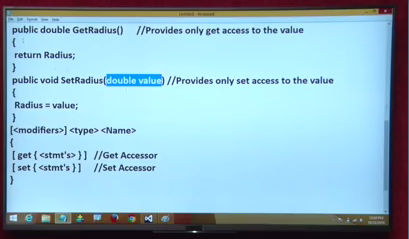 public double GetRadius()    //Provides only get access to the value
{
return Radius;
}
public void SetRadius(double value) //Provides only set access to the value
{
Radius = value;
}
[<modifiers>] <type> <Name>
{
[ get { <stmt's> } ]  //Get Accessor
[ set { <stmt's } ]    //Set Accessor
}